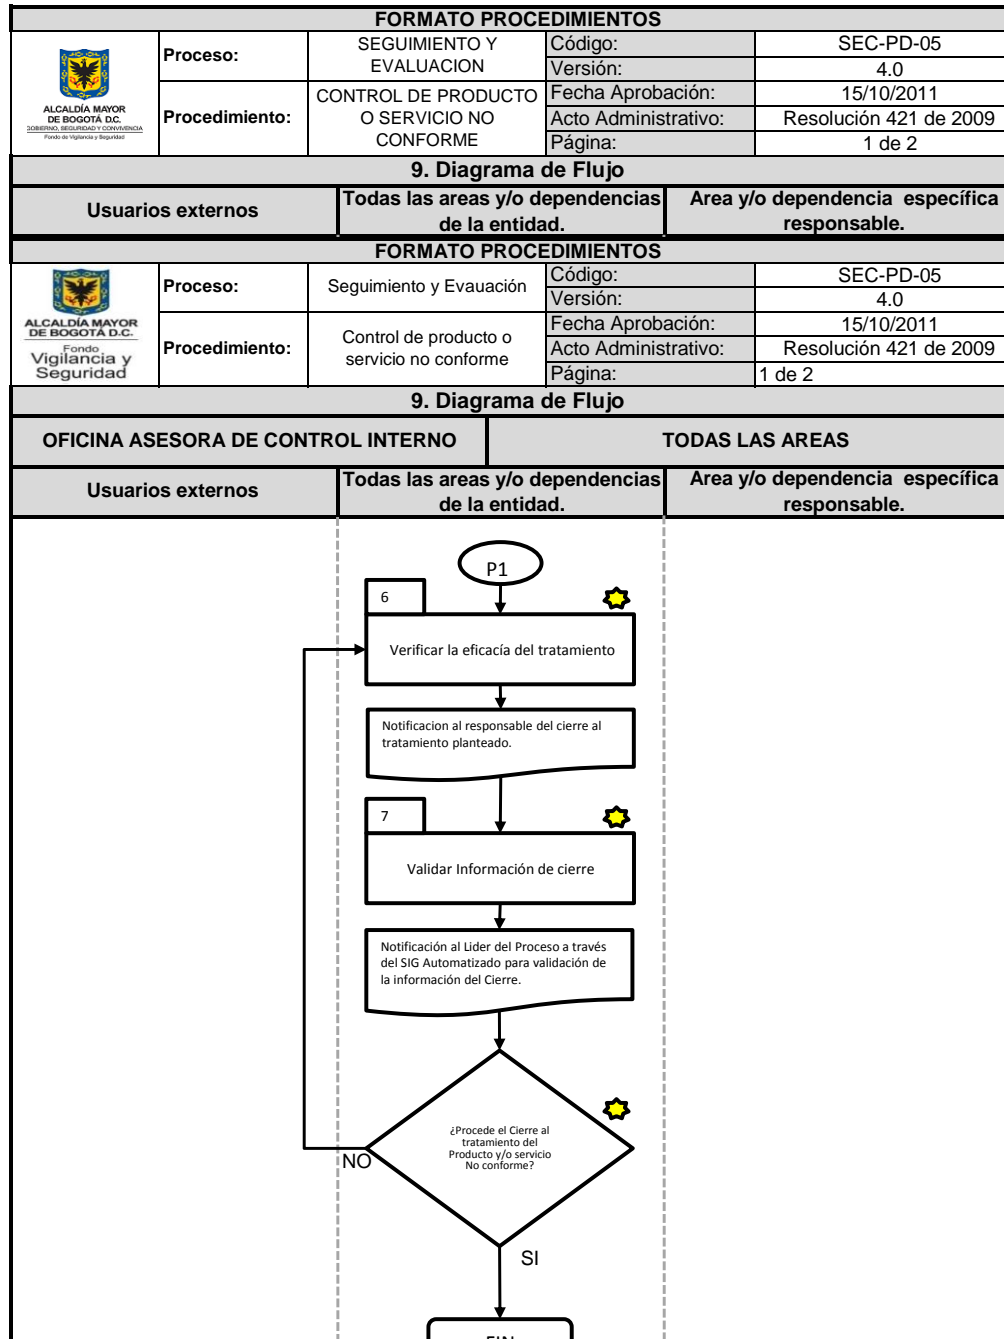 FORMATO PROCEDIMIENTOS
ALCALDÍA MAYOR
DE BOGOTÁ D.C.
GOBIERNO, SEGURIDAD Y CONVIVENCIA
Fondo de Vigilancia y Seguridad
Proceso:
SEGUIMIENTO Y
EVALUACION
Código:
SEC-PD-05
Versión:
4.0
Procedimiento:
CONTROL DE PRODUCTO
O SERVICIO NO
CONFORME
Fecha Aprobación:
15/10/2011
Acto Administrativo:
Resolución 421 de 2009
Página:
1 de 2
9. Diagrama de Flujo
Usuarios externos
Todas las areas y/o dependencias
de la entidad.
Area y/o dependencia específica
responsable.
FORMATO PROCEDIMIENTOS
ALCALDÍA MAYOR
DE BOGOTÁ D.C.
Fondo
Vigilancia y
Seguridad
Proceso:
Seguimiento y Evauación
Código:
SEC-PD-05
Versión:
4.0
Procedimiento:
Control de producto o
servicio no conforme
Fecha Aprobación:
15/10/2011
Acto Administrativo:
Resolución 421 de 2009
Página:
1 de 2
9. Diagrama de Flujo
OFICINA ASESORA DE CONTROL INTERNO
TODAS LAS AREAS
Usuarios externos
Todas las areas y/o dependencias
de la entidad.
Area y/o dependencia específica
responsable.
P1
6
Verificar la eficacía del tratamiento
Notificacion al responsable del cierre al
tratamiento planteado.
7
Validar Información de cierre
Notificación al Lider del Proceso a través
del SIG Automatizado para validación de
la información del Cierre.
¿Procede el Cierre al
tratamiento del
Producto y/o servicio
No conforme?
NO
SI
FIN